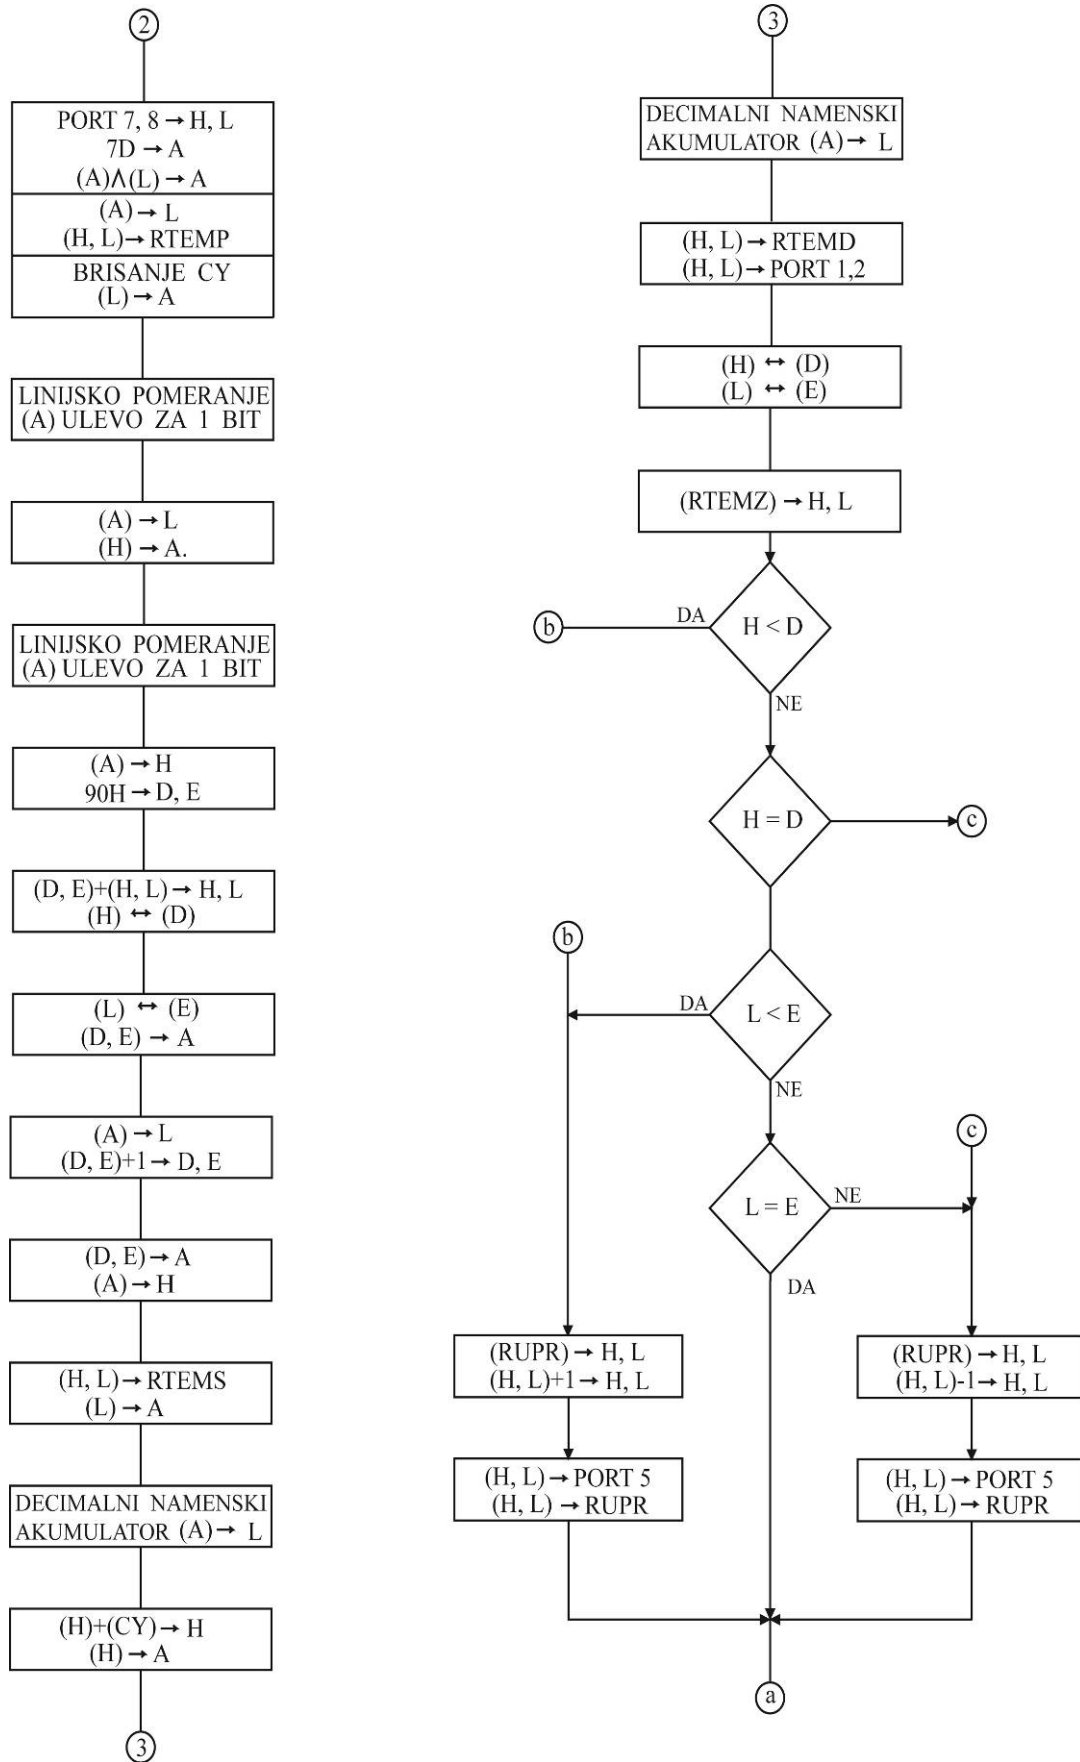 2
PORT 7, 8 → H, L
7D → A
(A)Λ(L) → A
(A) → L
(H, L) → RTEMP
BRISANJE CY
(L) → A
LINIJSKO POMERANJE
(A) ULEVO ZA 1 BIT
(A) → L
(H) → A.
LINIJSKO POMERANJE
(A) ULEVO ZA 1 BIT
(A) → H
90H → D, E
(D, E)+(H, L) → H, L
(H) ↔ (D)
(L) ↔ (E)
(D, E) → A
(A) → L
(D, E)+1 → D, E
(D, E) → A
(A) → H
(H, L) → RTEMS
(L) → A
DECIMALNI NAMENSKI
AKUMULATOR (A) → L
(H)+(CY) → H
(H) → A
3
3
DECIMALNI NAMENSKI
AKUMULATOR (A) → L
(H, L) → RTEMD
(H, L) → PORT 1,2
(H) ↔ (D)
(L) ↔ (E)
(RTEMZ) → H, L
H < D
DA
b
NE
H = D
c
b
L < E
DA
NE
c
L = E
NE
DA
(RUPR) → H, L
(H, L)+1 → H, L
(H, L) → PORT 5
(H, L) → RUPR
(RUPR) → H, L
(H, L)-1 → H, L
(H, L) → PORT 5
(H, L) → RUPR
a